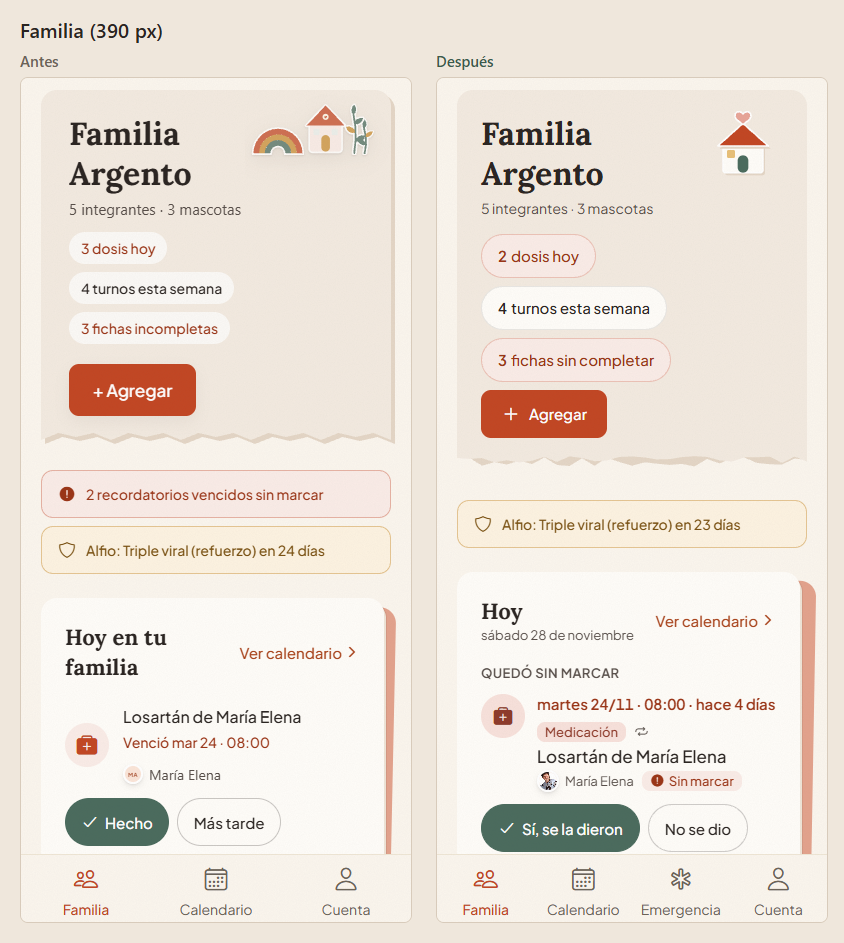 Familia (390 px)
Antes
Familia
Argento
5 integrantes · 3 mascotas
3 dosis hoy
4 turnos esta semana
3 fichas incompletas
+ Agregar
2 recordatorios vencidos sin marcar
Alfio: Triple viral (refuerzo) en 24 días
Hoy en tu
familia
Ver calendario
Losartán de María Elena
Venció mar 24 · 08:00
MA
María Elena
Hecho
Más tarde
Familia
Calendario
Cuenta
Después
Familia
Argento
5 integrantes · 3 mascotas
2 dosis hoy
4 turnos esta semana
3 fichas sin completar
+ Agregar
Alfio: Triple viral (refuerzo) en 23 días
Hoy
sábado 28 de noviembre
Ver calendario
QUEDÓ SIN MARCAR
martes 24/11 · 08:00 · hace 4 días
Medicación
Losartán de María Elena
María Elena
Sin marcar
Sí, se la dieron
No se dio
Familia
Calendario
Emergencia
Cuenta